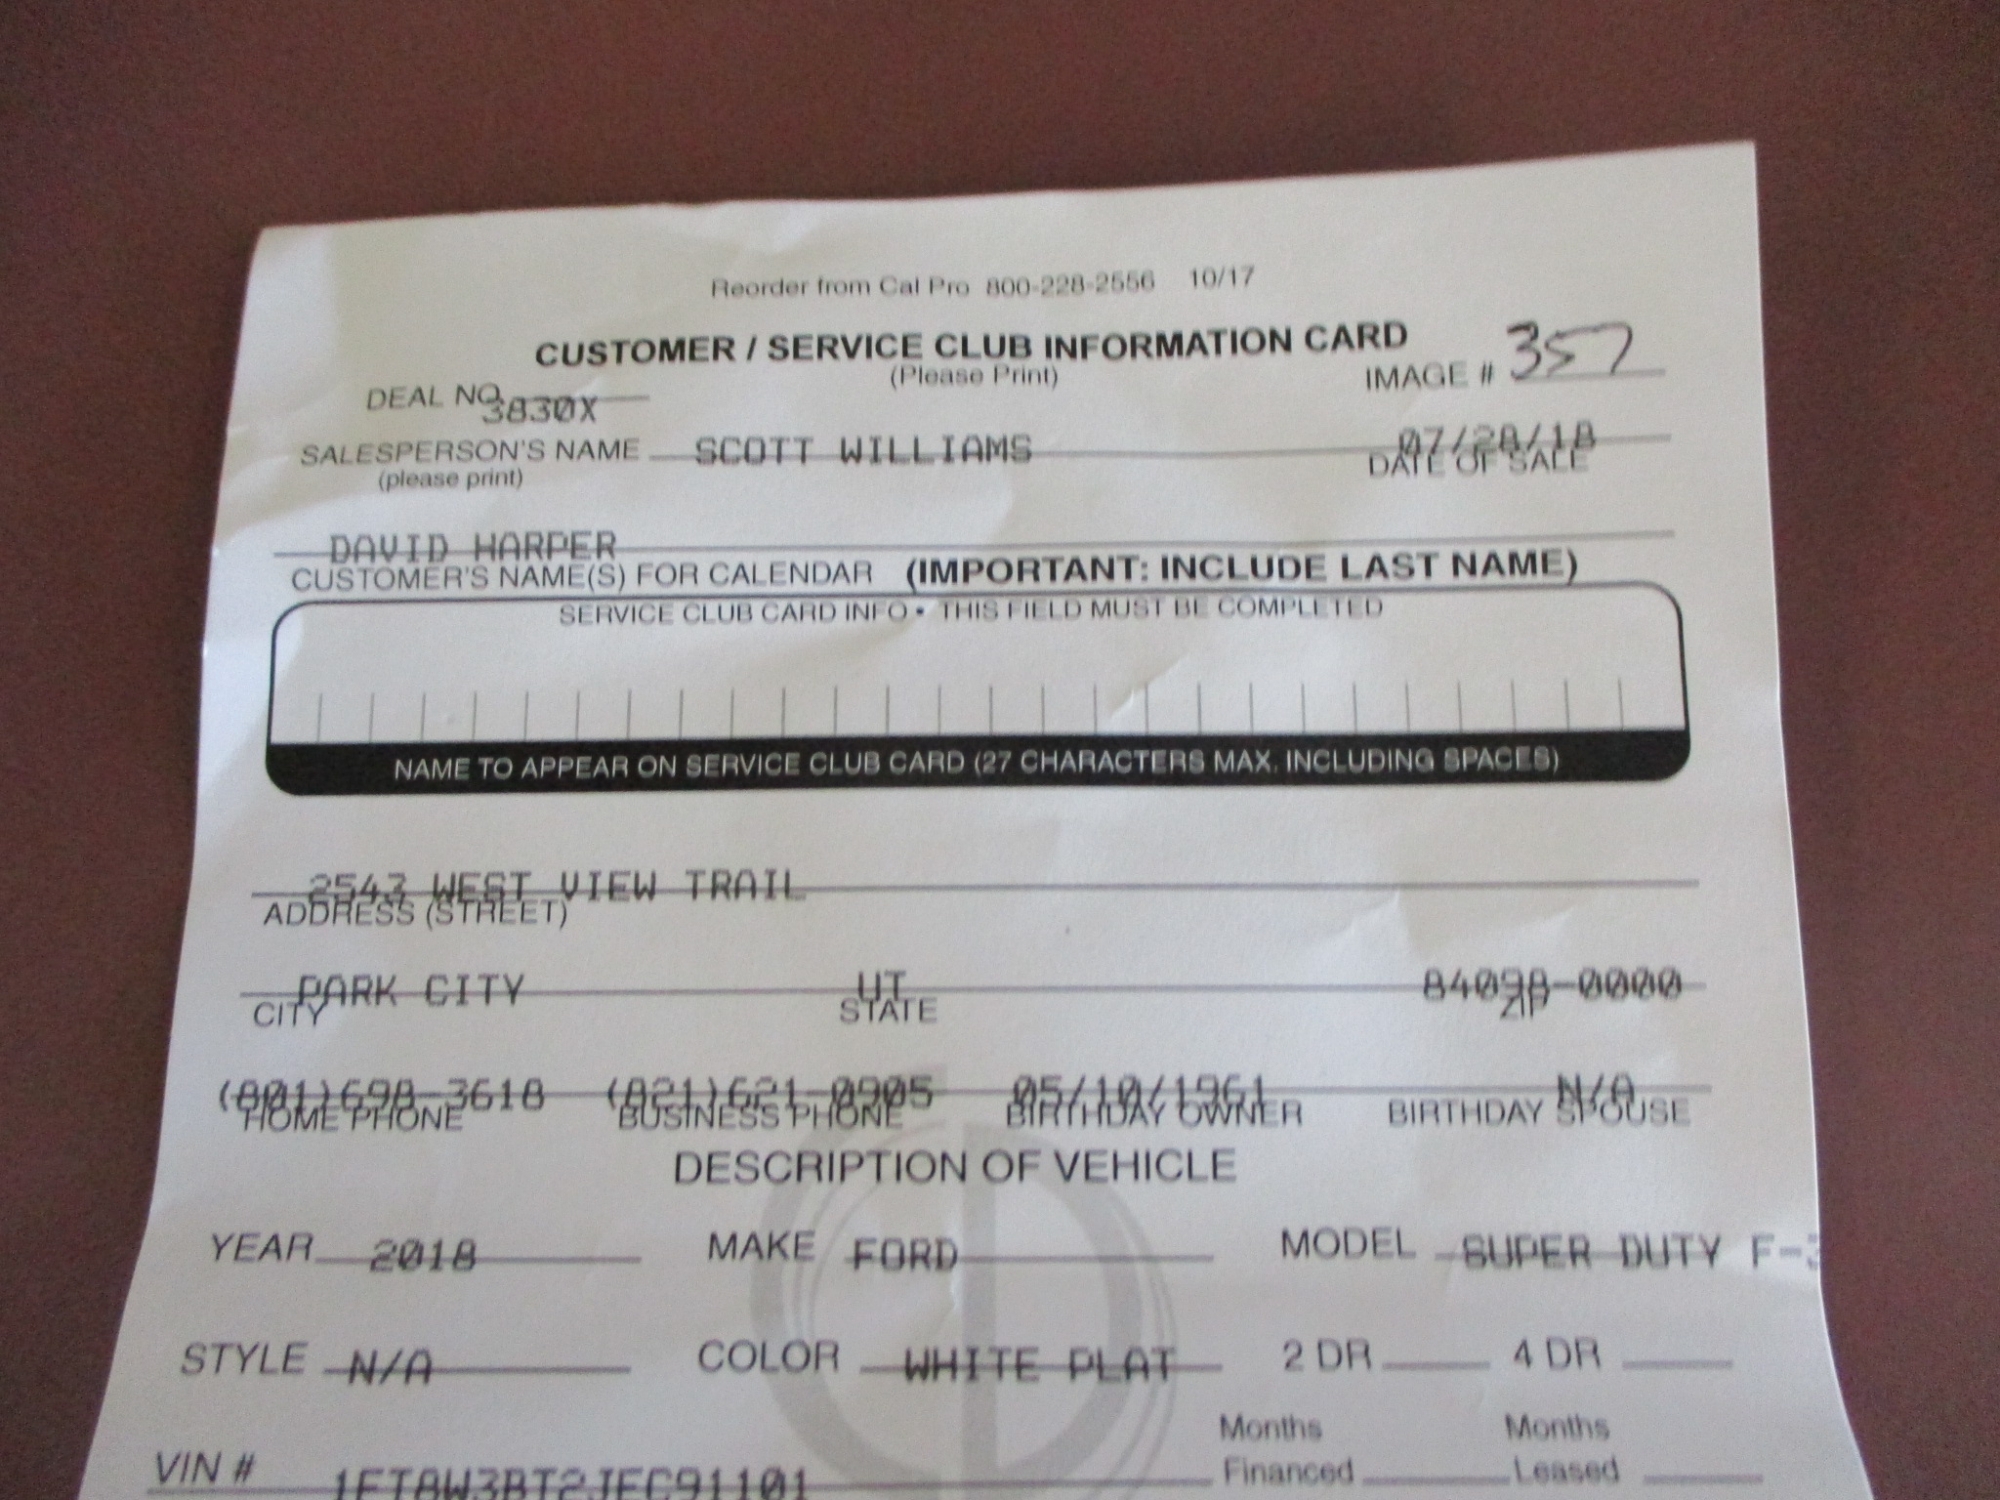 Reorder from Cal Pro 800-228-2556 10/17
CUSTOMER / SERVICE CLUB INFORMATION CARD
(Please Print)
IMAGE # 357
DEAL NO. 3830X
SALESPERSON'S NAME SCOTT WILLIAMS 07/28/18
(please print) DATE OF SALE
DAVID HARPER
CUSTOMER'S NAME(S) FOR CALENDAR (IMPORTANT: INCLUDE LAST NAME)
SERVICE CLUB CARD INFO • THIS FIELD MUST BE COMPLETED
NAME TO APPEAR ON SERVICE CLUB CARD (27 CHARACTERS MAX. INCLUDING SPACES)
2543 WEST VIEW TRAIL
ADDRESS (STREET)
PARK CITY UT 84098-0000
CITY STATE ZIP
(801)698-3618 (821)621-0905 05/10/1961 N/A
HOME PHONE BUSINESS PHONE BIRTHDAY OWNER BIRTHDAY SPOUSE
DESCRIPTION OF VEHICLE
YEAR 2018 MAKE FORD MODEL SUPER DUTY F-3
STYLE N/A COLOR WHITE PLAT 2 DR 4 DR
Months Months
VIN # 1FT8W3BT2JEC91101 Financed Leased